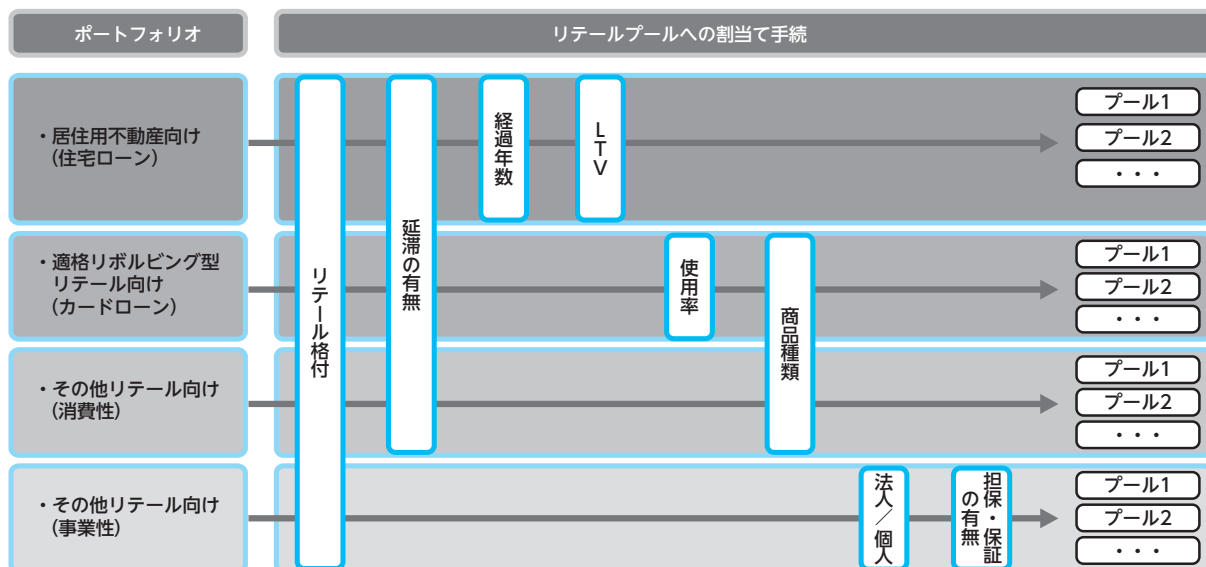 ポートフォリオ
リテールプールへの割当て手続
・居住用不動産向け
(住宅ローン)
・適格リボルビング型
リテール向け
(カードローン)
・その他リテール向け
(消費性)
・その他リテール向け
(事業性)
リテール格付
延滞の有無
経過年数
LTV
使用率
商品種類
法人／個人
担保・保証
の有無
プール1
プール2
・・・
プール1
プール2
・・・
プール1
プール2
・・・
プール1
プール2
・・・